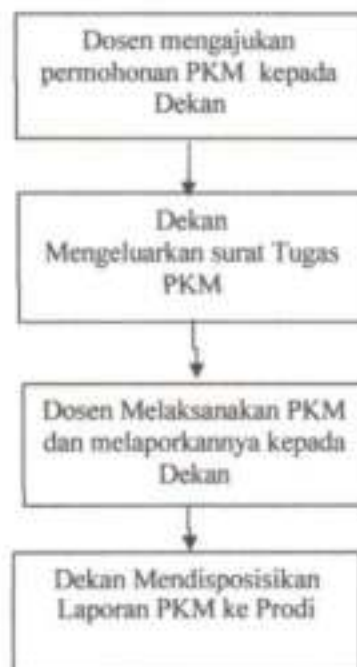 Dosen mengajukan
permohonan PKM kepada
Dekan
Dekan
Mengeluarkan surat Tugas
PKM
Dosen Melaksanakan PKM
dan melaporkannya kepada
Dekan
Dekan Mendisposisikan
Laporan PKM ke Prodi